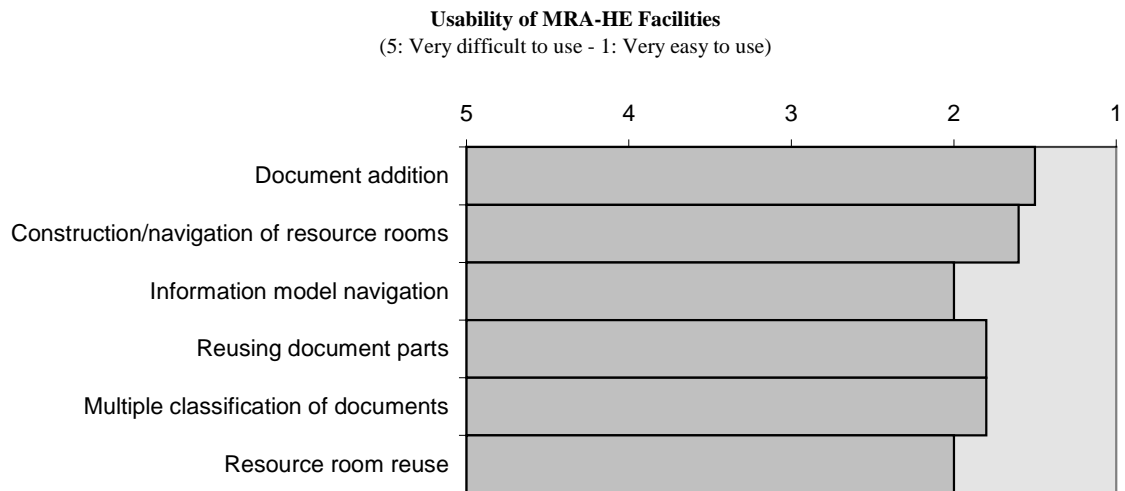 Usability of MRA-HE Facilities
(5: Very difficult to use - 1: Very easy to use)
5 4 3 2 1
Document addition
Construction/navigation of resource rooms
Information model navigation
Reusing document parts
Multiple classification of documents
Resource room reuse